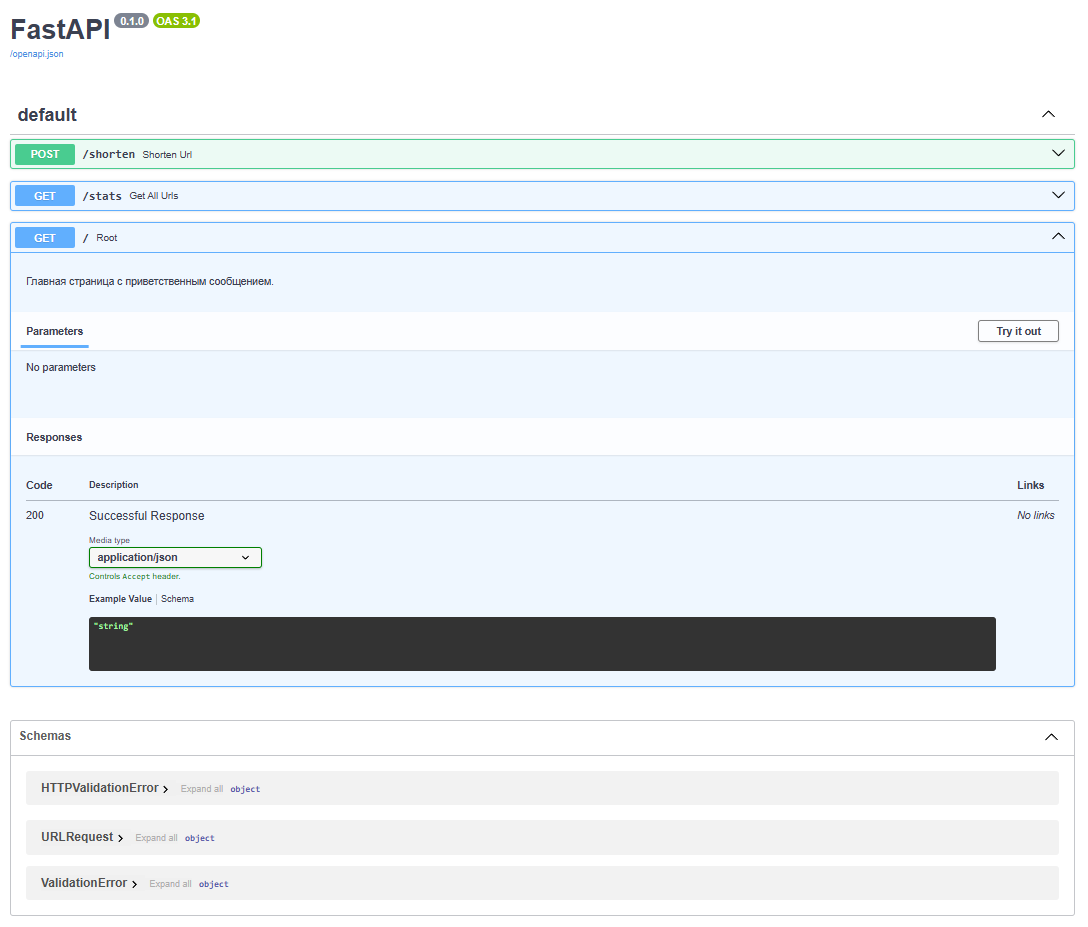 FastAPI 0.1.0 OAS 3.1
/openapi.json
default
POST /shorten Shorten Url
GET /stats Get All Urls
GET / Root
Главная страница с приветственным сообщением.
Parameters Try it out
No parameters
Responses
Code Description Links
200 Successful Response No links
Media type
application/json
Controls Accept header.
Example Value | Schema
"string"
Schemas
HTTPValidationError Expand all object
URLRequest Expand all object
ValidationError Expand all object